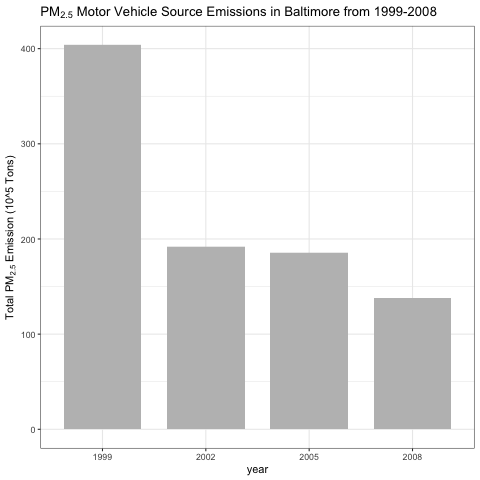 PM2.5 Motor Vehicle Source Emissions in Baltimore from 1999-2008
Total PM2.5 Emission (10^5 Tons)
400
300
200
100
0
1999 2002 2005 2008
year